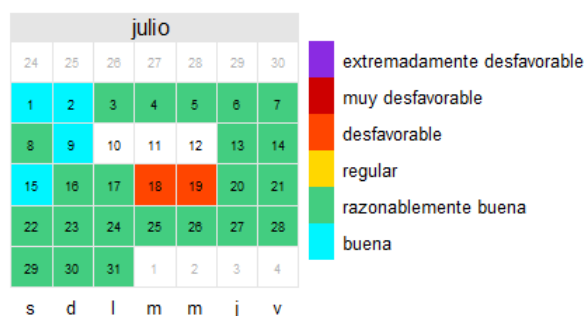 julio
24 25 26 27 28 29 30
1 2 3 4 5 6 7
8 9 10 11 12 13 14
15 16 17 18 19 20 21
22 23 24 25 26 27 28
29 30 31 1 2 3 4
s d l m m j v
extremadamente desfavorable
muy desfavorable
desfavorable
regular
razonablemente buena
buena